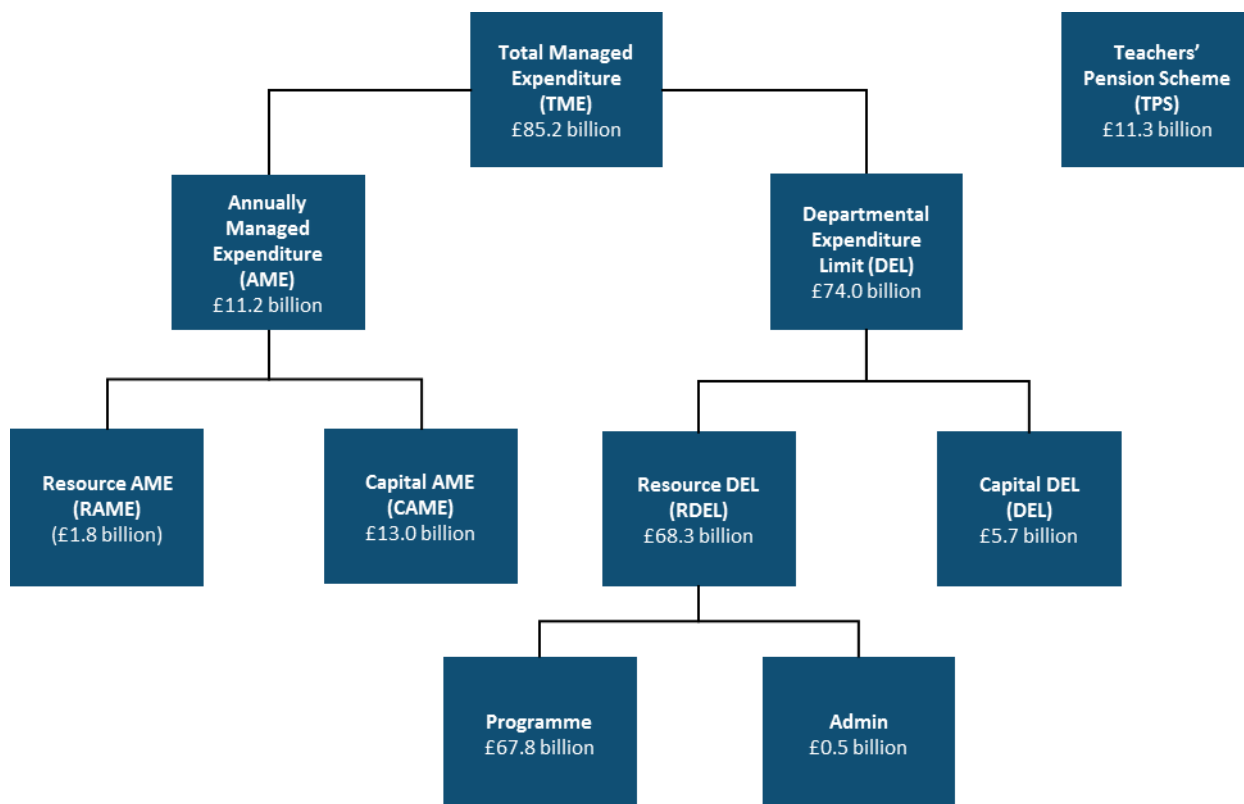 Total Managed
Expenditure
(TME)
£85.2 billion
Teachers’
Pension Scheme
(TPS)
£11.3 billion
Annually
Managed
Expenditure
(AME)
£11.2 billion
Departmental
Expenditure
Limit (DEL)
£74.0 billion
Resource AME
(RAME)
(£1.8 billion)
Capital AME
(CAME)
£13.0 billion
Resource DEL
(RDEL)
£68.3 billion
Capital DEL
(DEL)
£5.7 billion
Programme
£67.8 billion
Admin
£0.5 billion